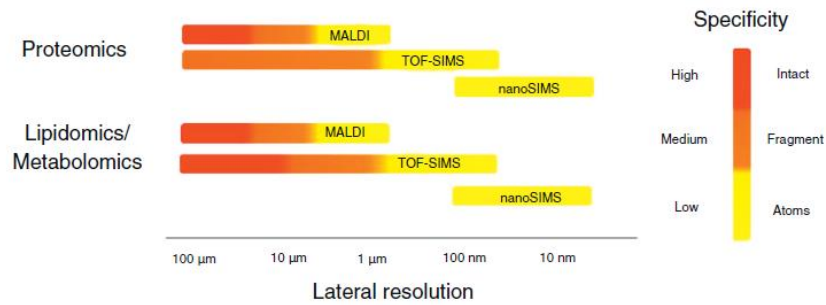 Specificity
Proteomics
MALDI
TOF-SIMS
nanoSIMS
High
Intact
Lipidomics/
Metabolomics
MALDI
TOF-SIMS
nanoSIMS
Medium
Fragment
Low
Atoms
100 µm
10 µm
1 µm
100 nm
10 nm
Lateral resolution